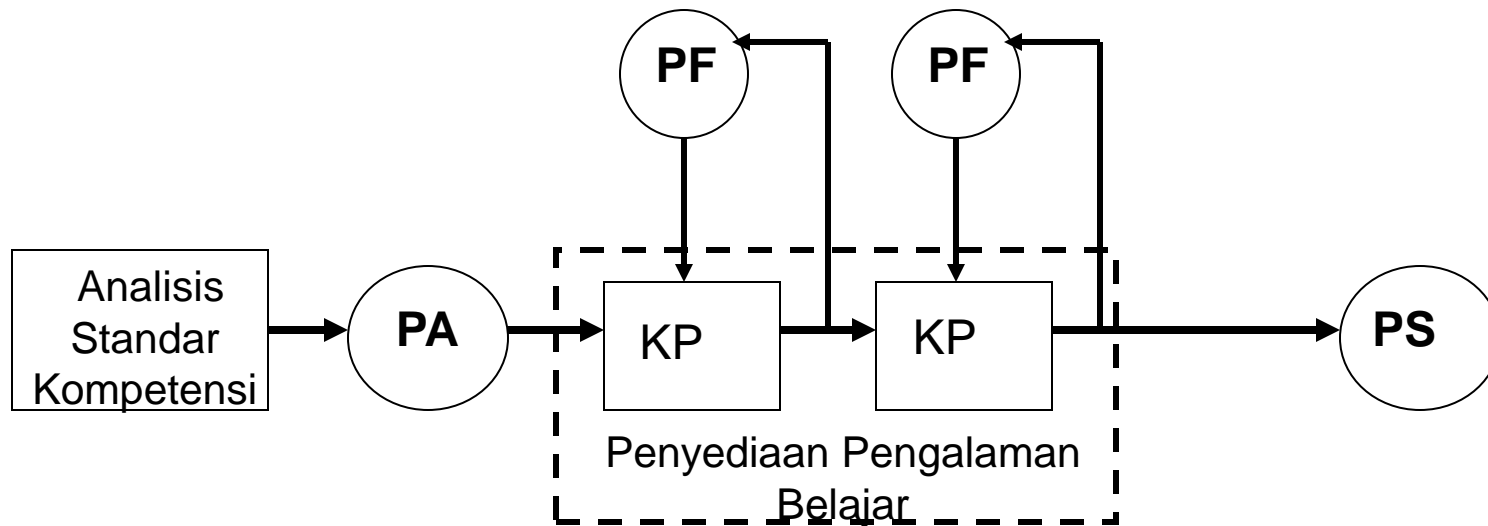 PF
PF
Analisis
Standar
Kompetensi
PA
KP
KP
PS
Penyediaan Pengalaman
Belajar